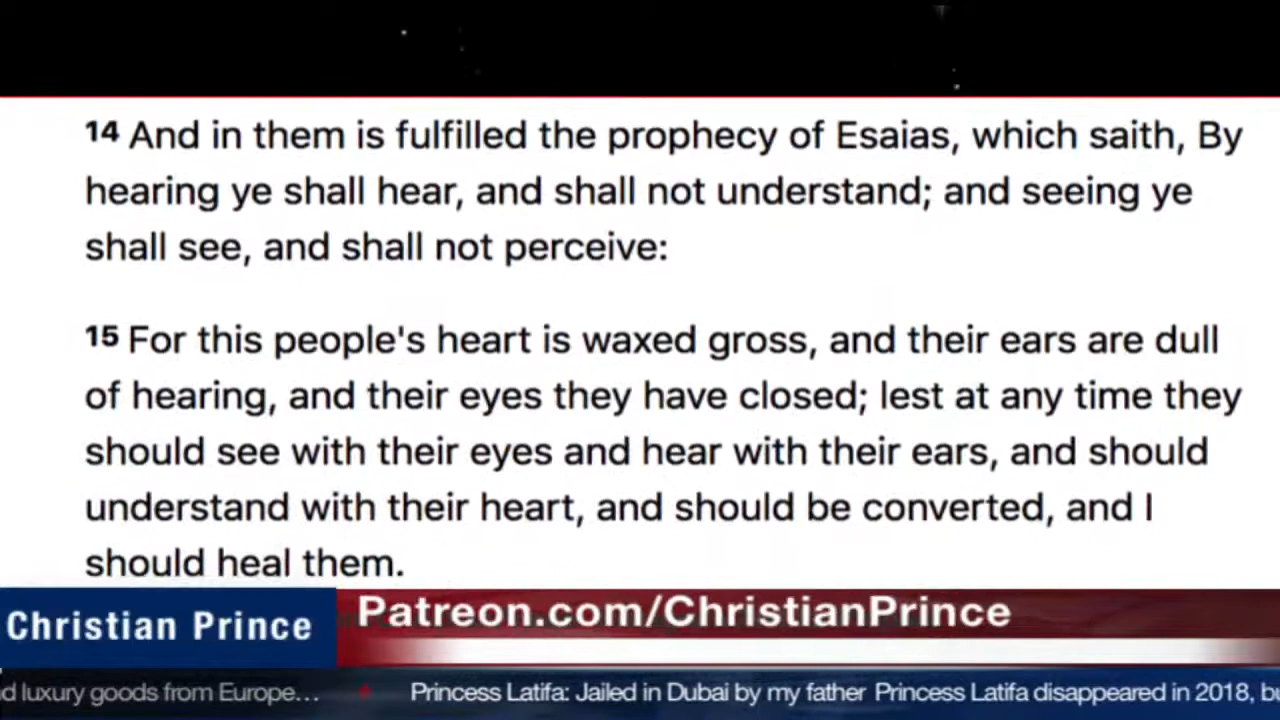 14 And in them is fulfilled the prophecy of Esaias, which saith, By
hearing ye shall hear, and shall not understand; and seeing ye
shall see, and shall not perceive:
15 For this people's heart is waxed gross, and their ears are dull
of hearing, and their eyes they have closed; lest at any time they
should see with their eyes and hear with their ears, and should
understand with their heart, and should be converted, and I
should heal them.
Christian Prince
Patreon.com/ChristianPrince
d luxury goods from Europe... Princess Latifa: Jailed in Dubai by my father Princess Latifa disappeared in 2018, bu